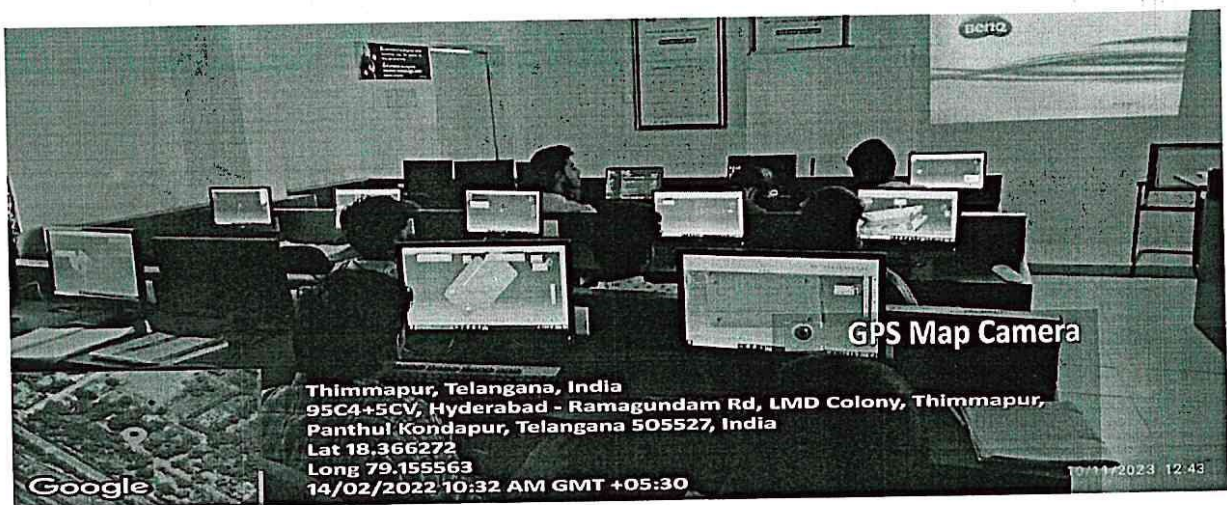 BenQ
GPS Map Camera
Thimmapur, Telangana, India
95C4+5CV, Hyderabad - Ramagundam Rd, LMD Colony, Thimmapur,
Panthul Kondapur, Telangana 505527, India
Lat 18.366272
Long 79.155563
14/02/2022 10:32 AM GMT +05:30
Google
10/11/2023 12:43